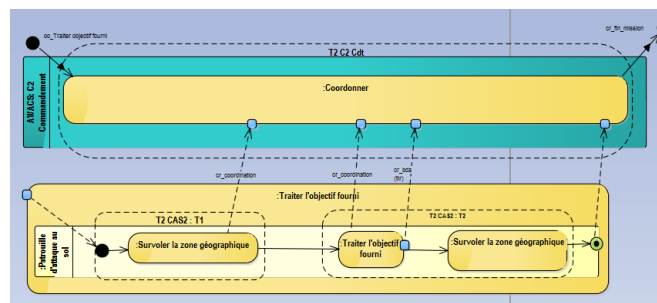 oo_Traiter objectif fourni
cr_fin_mission
T2 C2 Cdt
AWACS: C2
Commandement
:Coordonner
cr_coordination
cr_coordination
cr_bda
(tir)
:Traiter l'objectif fourni
T2 CAS2 : T1
T2 CAS2 : T2
:Patrouille
d'attaque au
sol
:Survoler la zone géographique
:Traiter l'objectif
fourni
:Survoler la zone géographique